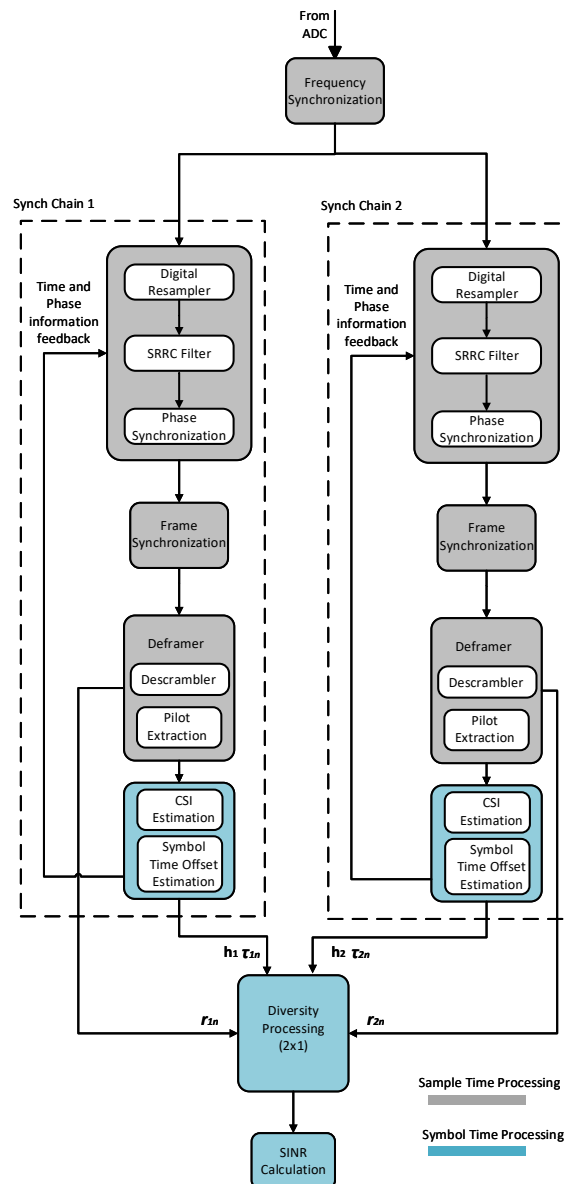 From
ADC
Frequency
Synchronization
Synch Chain 1
Time and
Phase
information
feedback
Digital
Resampler
SRRC Filter
Phase
Synchronization
Frame
Synchronization
Deframer
Descrambler
Pilot
Extraction
CSI
Estimation
Symbol
Time Offset
Estimation
Synch Chain 2
Time and
Phase
information
feedback
Digital
Resampler
SRRC Filter
Phase
Synchronization
Frame
Synchronization
Deframer
Descrambler
Pilot
Extraction
CSI
Estimation
Symbol
Time Offset
Estimation
h1 τ1n
h2 τ2n
r1n
r2n
Diversity
Processing
(2x1)
SINR
Calculation
Sample Time Processing
Symbol Time Processing